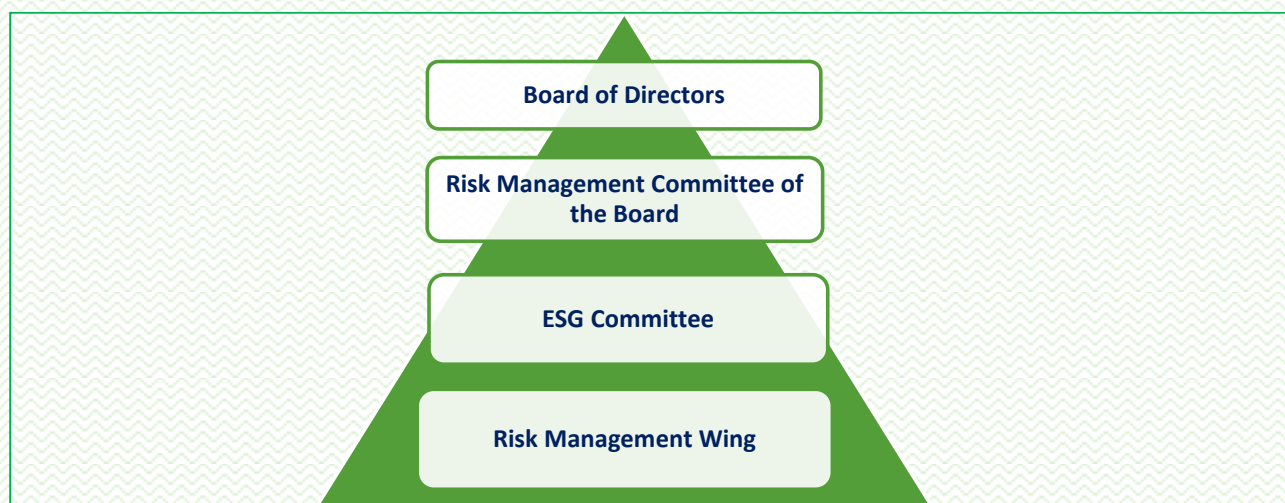 Board of Directors
Risk Management Committee of
the Board
ESG Committee
Risk Management Wing